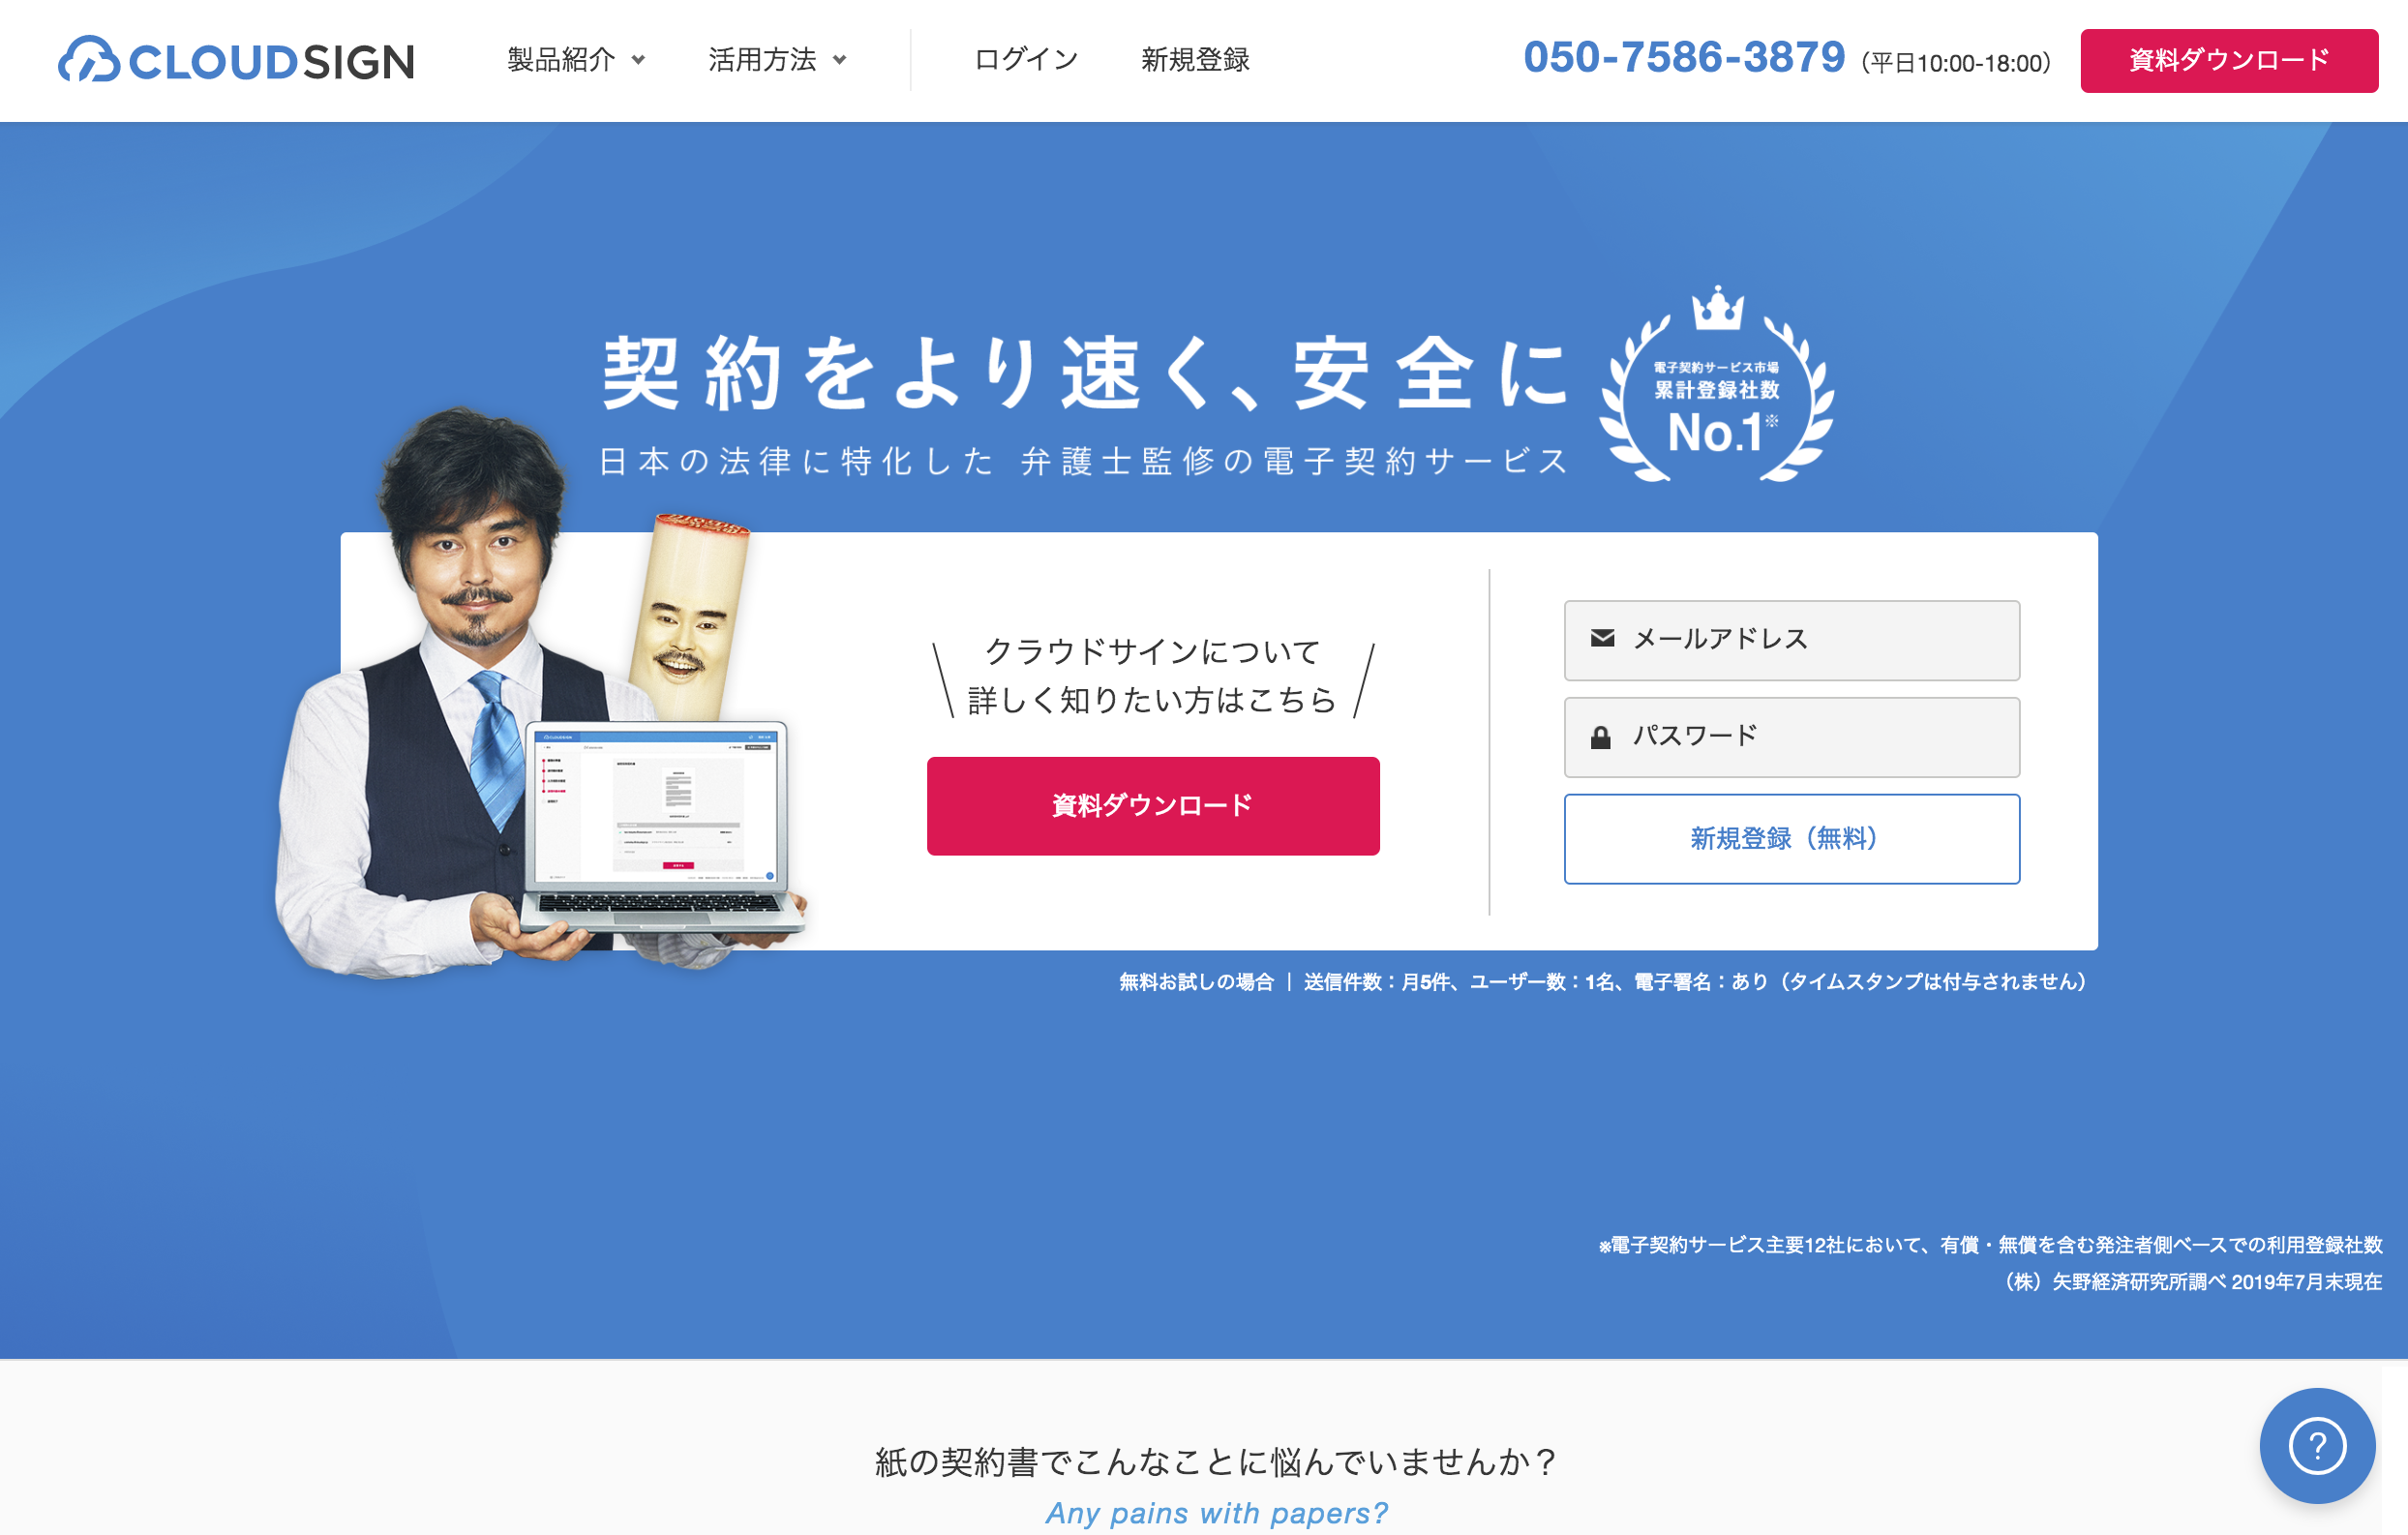 CLOUDSIGN
製品紹介
活用方法
ログイン
新規登録
050-7586-3879（平日10:00-18:00）
資料ダウンロード
契約をより速く、安全に
日本の法律に特化した 弁護士監修の電子契約サービス
電子契約サービス市場
累計登録社数
No.1※
クラウドサインについて
詳しく知りたい方はこちら
資料ダウンロード
メールアドレス
パスワード
新規登録（無料）
無料お試しの場合 ｜ 送信件数：月5件、ユーザー数：1名、電子署名：あり（タイムスタンプは付与されません）
※電子契約サービス主要12社において、有償・無償を含む発注者側ベースでの利用登録社数
（株）矢野経済研究所調べ 2019年7月末現在
紙の契約書でこんなことに悩んでいませんか？
Any pains with papers?
?